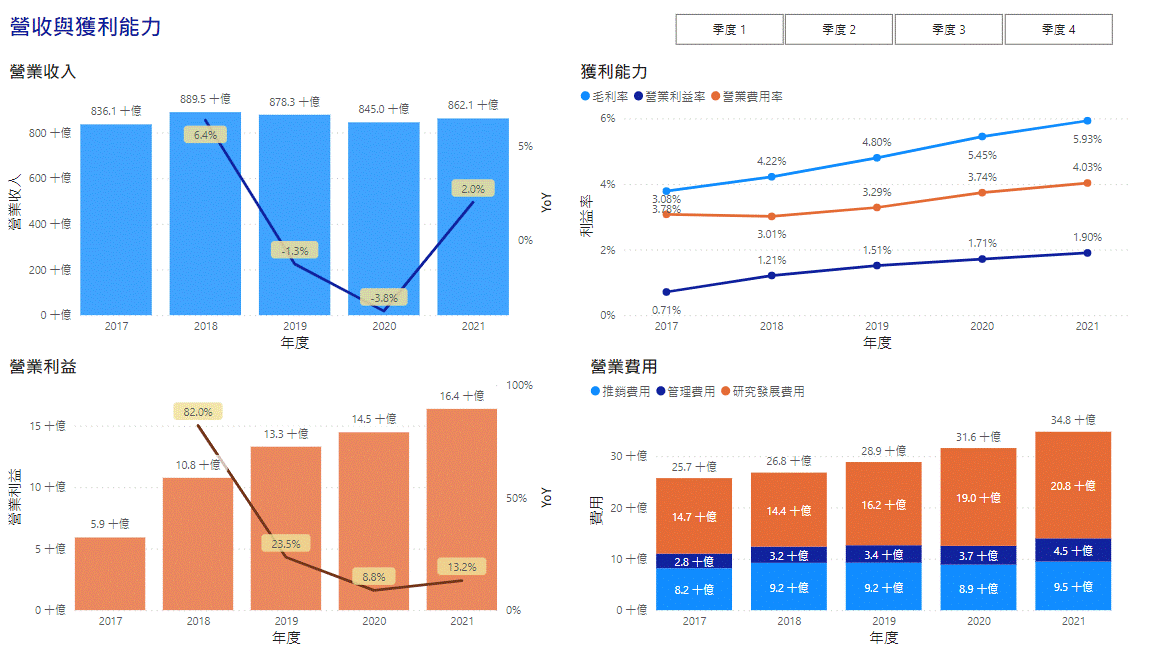 營收與獲利能力
季度 1
季度 2
季度 3
季度 4
營業收入
836.1 十億
889.5 十億
878.3 十億
845.0 十億
862.1 十億
800 十億
600 十億
400 十億
200 十億
0 十億
營業收入
6.4%
-1.3%
-3.8%
2.0%
5%
0%
YoY
2017
2018
2019
2020
2021
年度
獲利能力
毛利率
營業利益率
營業費用率
6%
4%
2%
0%
利益率
3.08%
3.78%
4.22%
4.80%
5.45%
5.93%
3.01%
3.29%
3.74%
4.03%
0.71%
1.21%
1.51%
1.71%
1.90%
2017
2018
2019
2020
2021
年度
營業利益
15 十億
10 十億
5 十億
0 十億
營業利益
5.9 十億
10.8 十億
13.3 十億
14.5 十億
16.4 十億
82.0%
23.5%
8.8%
13.2%
100%
50%
0%
YoY
2017
2018
2019
2020
2021
年度
營業費用
推銷費用
管理費用
研究發展費用
30 十億
20 十億
10 十億
0 十億
費用
25.7 十億
26.8 十億
28.9 十億
31.6 十億
34.8 十億
14.7 十億
14.4 十億
16.2 十億
19.0 十億
20.8 十億
2.8 十億
3.2 十億
3.4 十億
3.7 十億
4.5 十億
8.2 十億
9.2 十億
9.2 十億
8.9 十億
9.5 十億
2017
2018
2019
2020
2021
年度